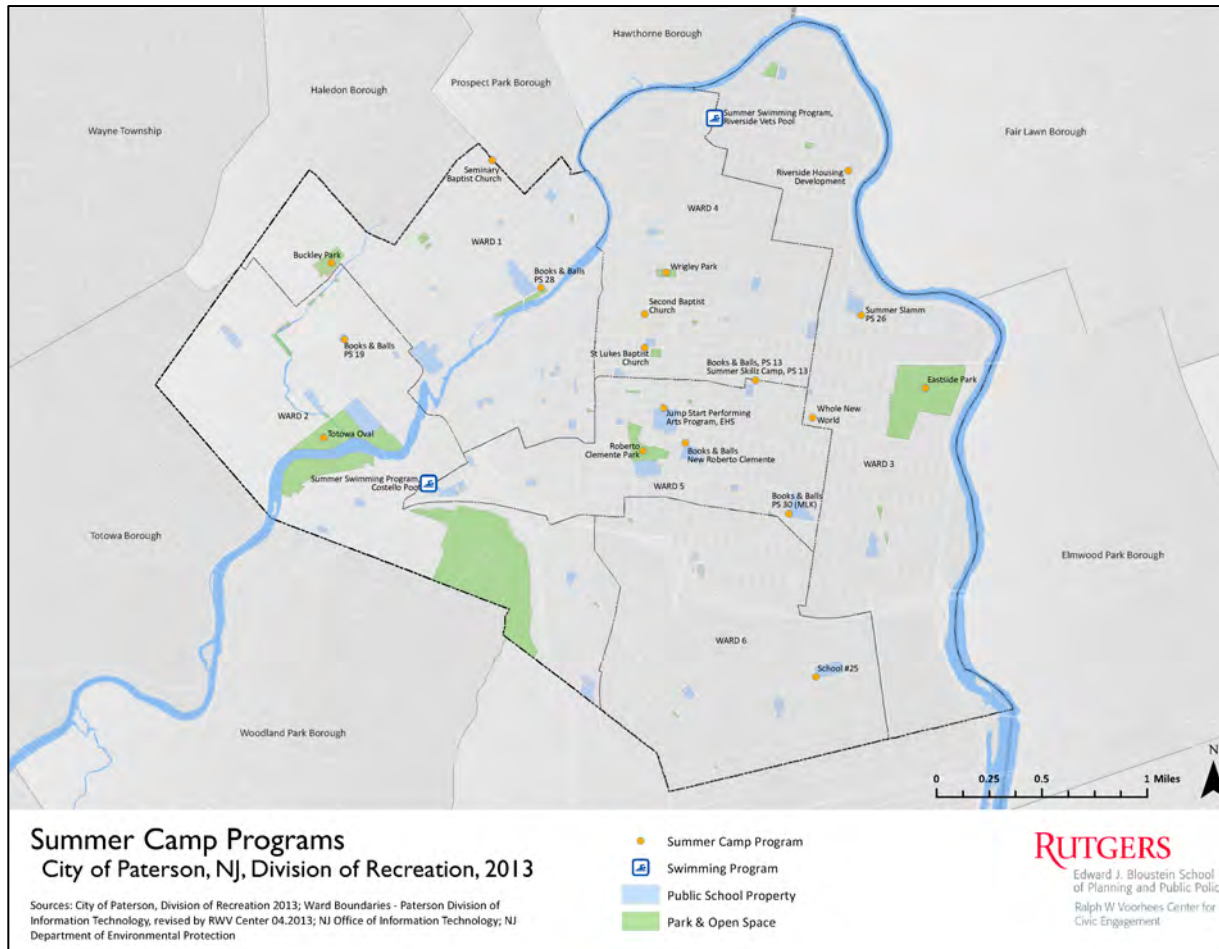 Hawthorne Borough
Prospect Park Borough
Haledon Borough
Wayne Township
Fair Lawn Borough
Summer Swimming Program,
Riverside Vets Pool
Seminary
Baptist Church
Riverside Housing
Development
WARD 4
WARD 1
Buckley Park
Books & Balls
PS 28
Wrigley Park
Second Baptist
Church
Summer Slamm
PS 26
Books & Balls
PS 19
St Lukes Baptist
Church
Books & Balls, PS 13
Summer Skillz Camp, PS 13
Eastside Park
Jump Start Performing
Arts Program, EHS
Whole New
World
WARD 2
Totowa Oval
Roberto
Clemente Park
Books & Balls
New Roberto Clemente
WARD 3
Summer Swimming Program,
Costello Pool
WARD 5
Books & Balls
PS 30 (MLK)
Totowa Borough
Elmwood Park Borough
WARD 6
School #25
Woodland Park Borough
N
0 0.25 0.5 1 Miles
Summer Camp Programs
City of Paterson, NJ, Division of Recreation, 2013
Sources: City of Paterson, Division of Recreation 2013; Ward Boundaries - Paterson Division of
Information Technology, revised by RWV Center 04.2013; NJ Office of Information Technology; NJ
Department of Environmental Protection
Summer Camp Program
Swimming Program
Public School Property
Park & Open Space
RUTGERS
Edward J. Bloustein School
of Planning and Public Polic
Ralph W Voorhees Center for
Civic Engagement